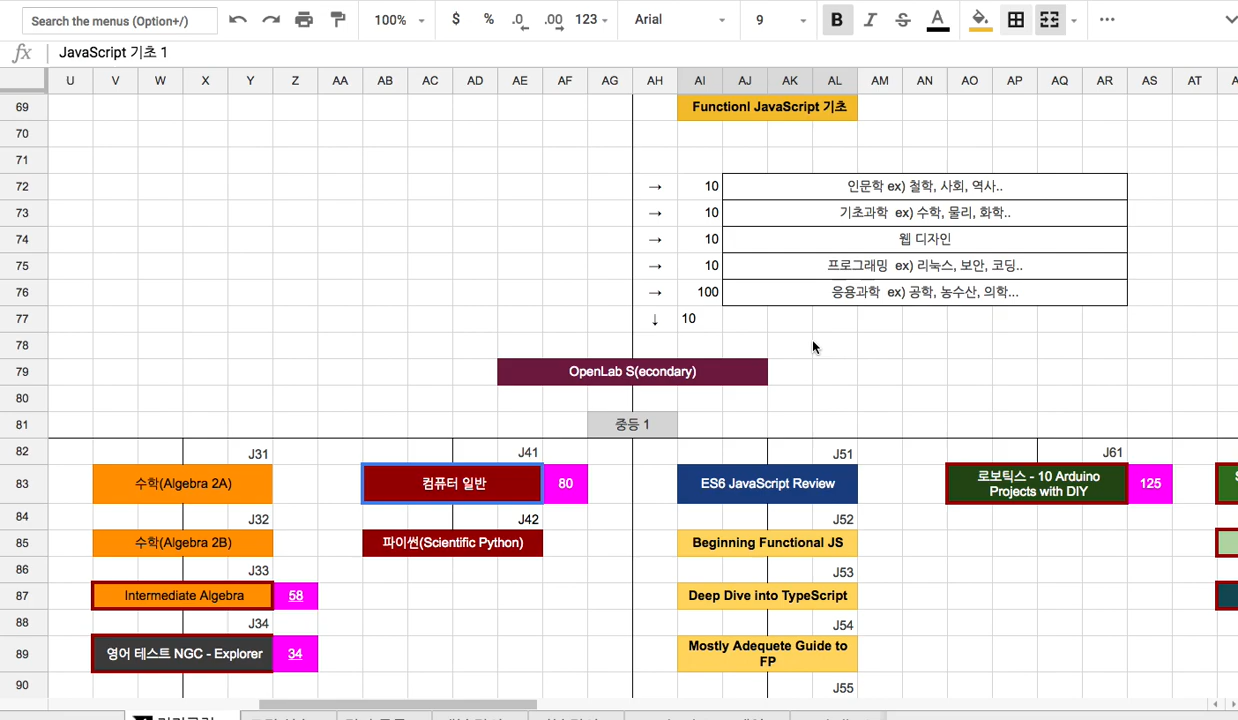 Search the menus (Option+/)
100%
$ % .0 .00 123
Arial
9
B I S A
fx JavaScript 기초 1
U V W X Y Z AA AB AC AD AE AF AG AH AI AJ AK AL AM AN AO AP AQ AR AS AT
69 Functionl JavaScript 기초
70
71
72 → 10 인문학 ex) 철학, 사회, 역사..
73 → 10 기초과학 ex) 수학, 물리, 화학..
74 → 10 웹 디자인
75 → 10 프로그래밍 ex) 리눅스, 보안, 코딩..
76 → 100 응용과학 ex) 공학, 농수산, 의학...
77 ↓ 10
78
79 OpenLab S(econdary)
80
81 중등 1
82 J31 J41 J51 J61
83 수학(Algebra 2A) 컴퓨터 일반 80 ES6 JavaScript Review 로보틱스 - 10 Arduino
Projects with DIY 125
84 J32 J42 J52
85 수학(Algebra 2B) 파이썬(Scientific Python) Beginning Functional JS
86 J33 J53
87 Intermediate Algebra 58 Deep Dive into TypeScript
88 J34 J54
89 영어 테스트 NGC - Explorer 34 Mostly Adequete Guide to
FP
90 J55